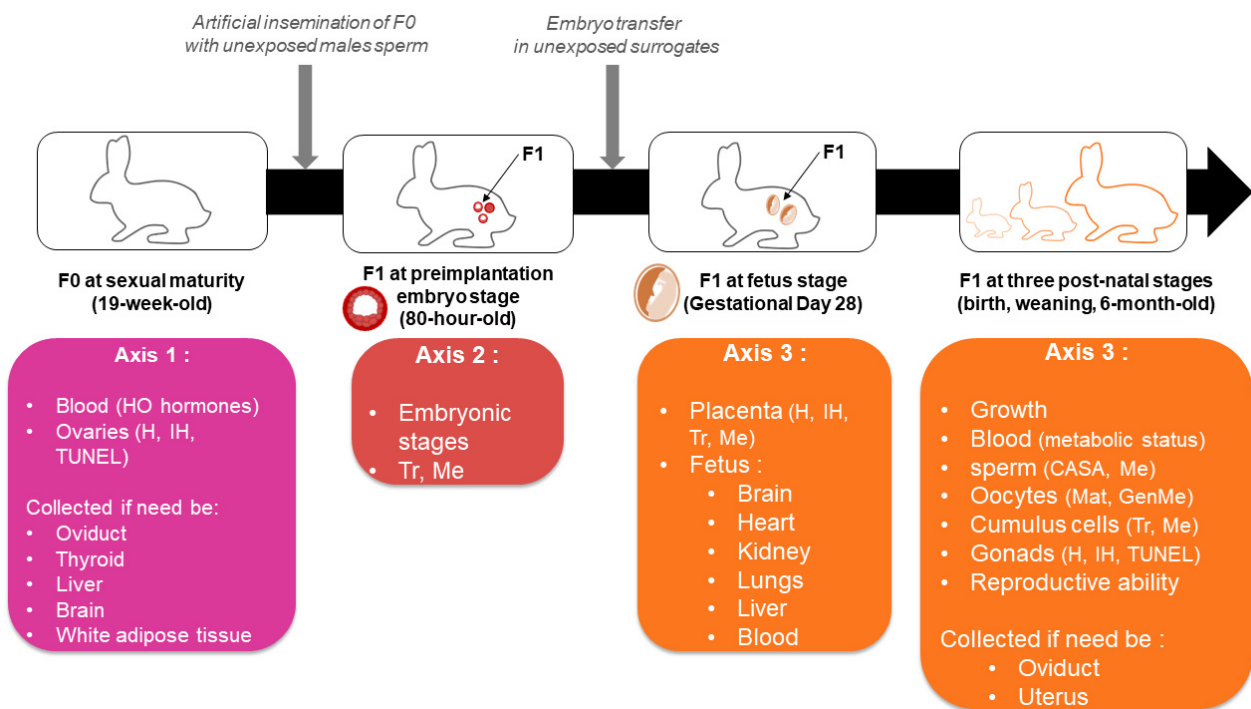 Artificial insemination of F0
with unexposed males sperm
Embryo transfer
in unexposed surrogates
F1
F1
F0 at sexual maturity
(19-week-old)
F1 at preimplantation
embryo stage
(80-hour-old)
F1 at fetus stage
(Gestational Day 28)
F1 at three post-natal stages
(birth, weaning, 6-month-old)
Axis 1 :
• Blood (HO hormones)
• Ovaries (H, IH,
TUNEL)
Collected if need be:
• Oviduct
• Thyroid
• Liver
• Brain
• White adipose tissue
Axis 2 :
• Embryonic
stages
• Tr, Me
Axis 3 :
• Placenta (H, IH,
Tr, Me)
• Fetus :
• Brain
• Heart
• Kidney
• Lungs
• Liver
• Blood
Axis 3 :
• Growth
• Blood (metabolic status)
• sperm (CASA, Me)
• Oocytes (Mat, GenMe)
• Cumulus cells (Tr, Me)
• Gonads (H, IH, TUNEL)
• Reproductive ability
Collected if need be :
• Oviduct
• Uterus